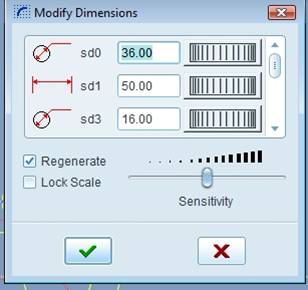 Modify Dimensions
sd0 36.00
sd1 50.00
sd3 16.00
Regenerate
Lock Scale
Sensitivity